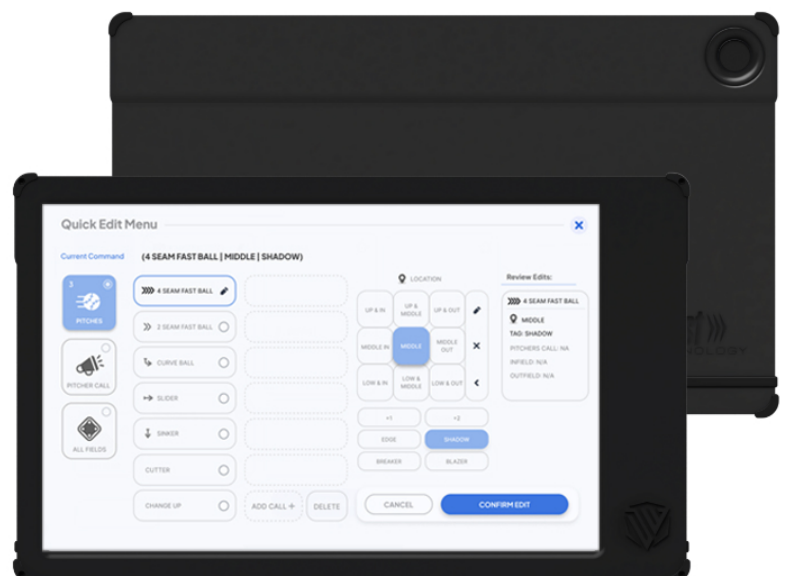 Quick Edit Menu
Current Command
(4 SEAM FAST BALL | MIDDLE | SHADOW)
3
PITCHES
PITCHER CALL
ALL FIELDS
4 SEAM FAST BALL
2 SEAM FAST BALL
CURVE BALL
SLIDER
SINKER
CUTTER
CHANGE UP
ADD CALL +
DELETE
LOCATION
UP & IN
UP & MIDDLE
UP & OUT
MIDDLE IN
MIDDLE
MIDDLE OUT
LOW & IN
LOW & MIDDLE
LOW & OUT
+1
+2
EDGE
SHADOW
BREAKER
BLAZER
CANCEL
CONFIRM EDIT
Review Edits:
4 SEAM FAST BALL
MIDDLE
TAG: SHADOW
PITCHERS CALL: NA
INFIELD: N/A
OUTFIELD: N/A